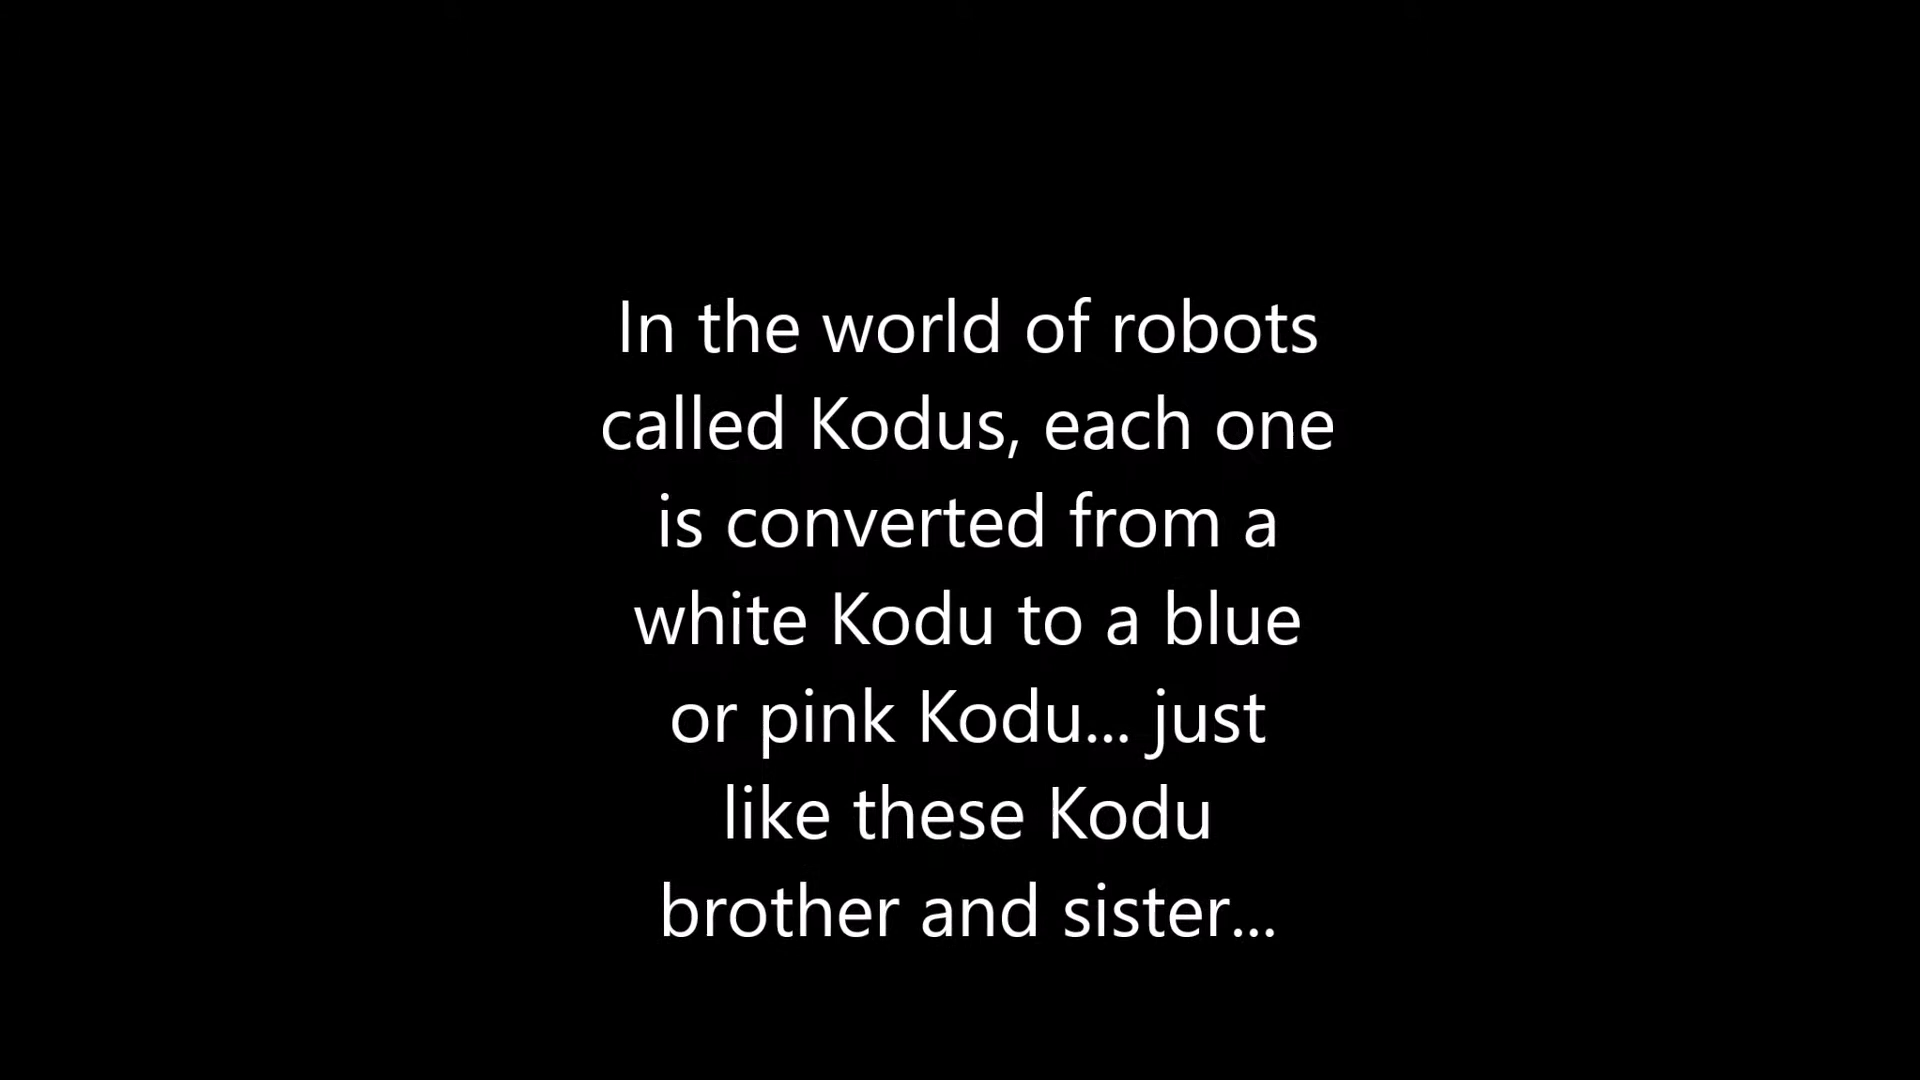 In the world of robots
called Kodus, each one
is converted from a
white Kodu to a blue
or pink Kodu... just
like these Kodu
brother and sister...